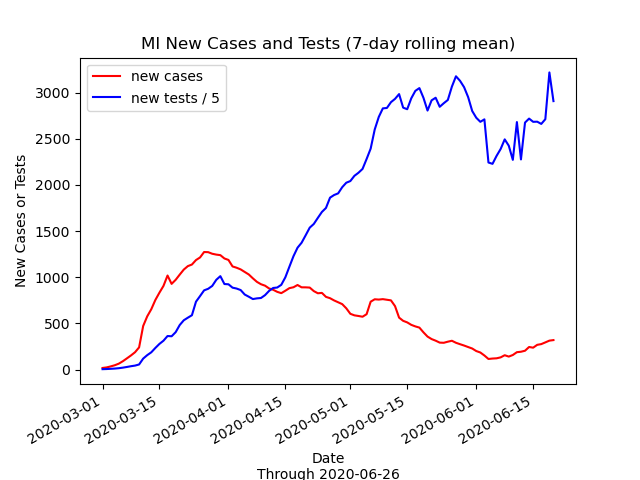 MI New Cases and Tests (7-day rolling mean)
new cases
new tests / 5
New Cases or Tests
3000
2500
2000
1500
1000
500
0
2020-03-01
2020-03-15
2020-04-01
2020-04-15
2020-05-01
2020-05-15
2020-06-01
2020-06-15
Date
Through 2020-06-26